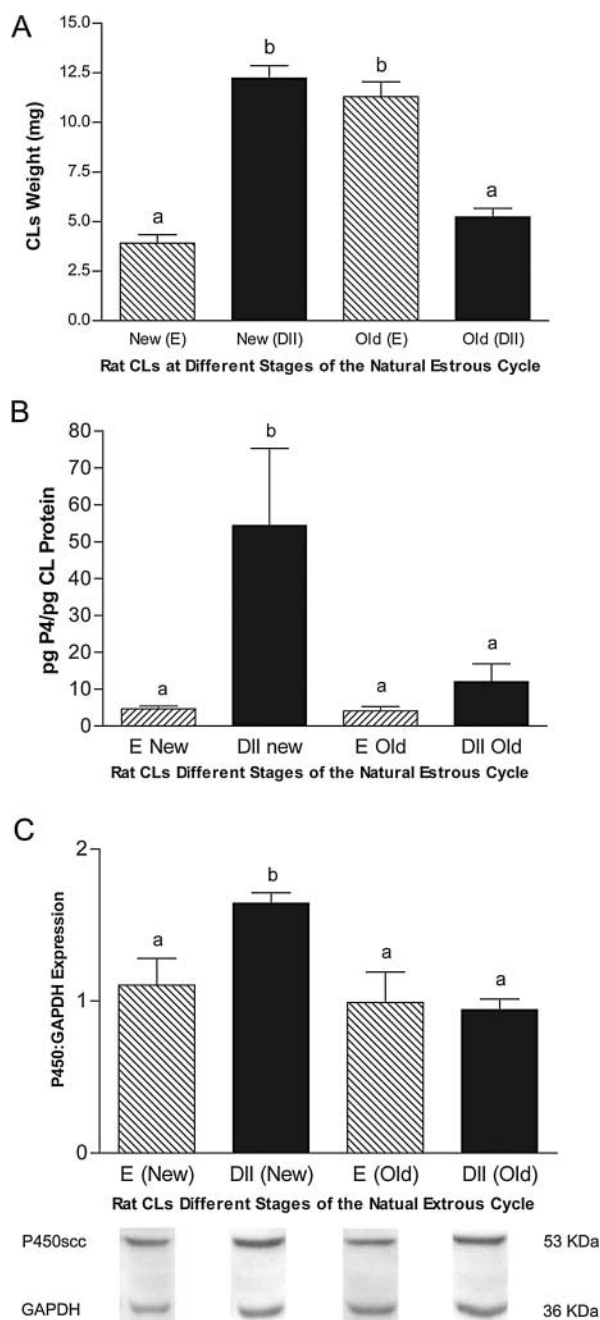 A
CLs Weight (mg)
15.0
12.5
10.0
7.5
5.0
2.5
0.0
a
b
b
a
New (E) New (DII) Old (E) Old (DII)
Rat CLs at Different Stages of the Natural Estrous Cycle
B
pg P4/pg CL Protein
80
70
60
50
40
30
20
10
0
a
b
a
a
E New DII new E Old DII Old
Rat CLs Different Stages of the Natural Estrous Cycle
C
P450:GAPDH Expression
2
1
0
a
b
a
a
E (New) DII (New) E (Old) DII (Old)
Rat CLs Different Stages of the Natual Extrous Cycle
P450scc 53 KDa
GAPDH 36 KDa